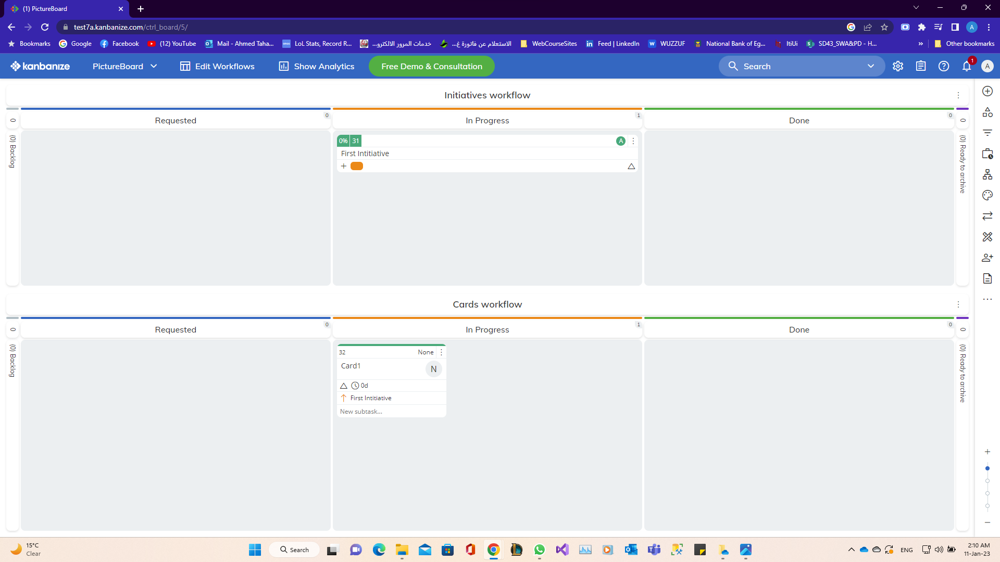 (1) PictureBoard
test7a.kanbanize.com/ctrl_board/5/
A
Bookmarks
Google
Facebook
(12) YouTube
Mail - Ahmed Taha...
LoL Stats, Record R...
خدمات المرور الالكترو...
الاستعلام عن فاتورة غ...
WebCourseSites
Feed | LinkedIn
WUZZUF
National Bank of Eg...
ItiUi
SD43_SWA&PD - H...
»
Other bookmarks
kanbanize
PictureBoard
Edit Workflows
Show Analytics
Free Demo & Consultation
Search
1
A
Initiatives workflow
0
Requested
0
In Progress
1
Done
0
0
(0) Backlog
0%
31
A
First Intitiative
(0) Ready to archive
Cards workflow
0
Requested
0
In Progress
1
Done
0
0
(0) Backlog
32
None
Card1
N
0d
First Intitiative
New subtask...
(0) Ready to archive
15°C
Clear
Search
ENG
2:10 AM
11-Jan-23